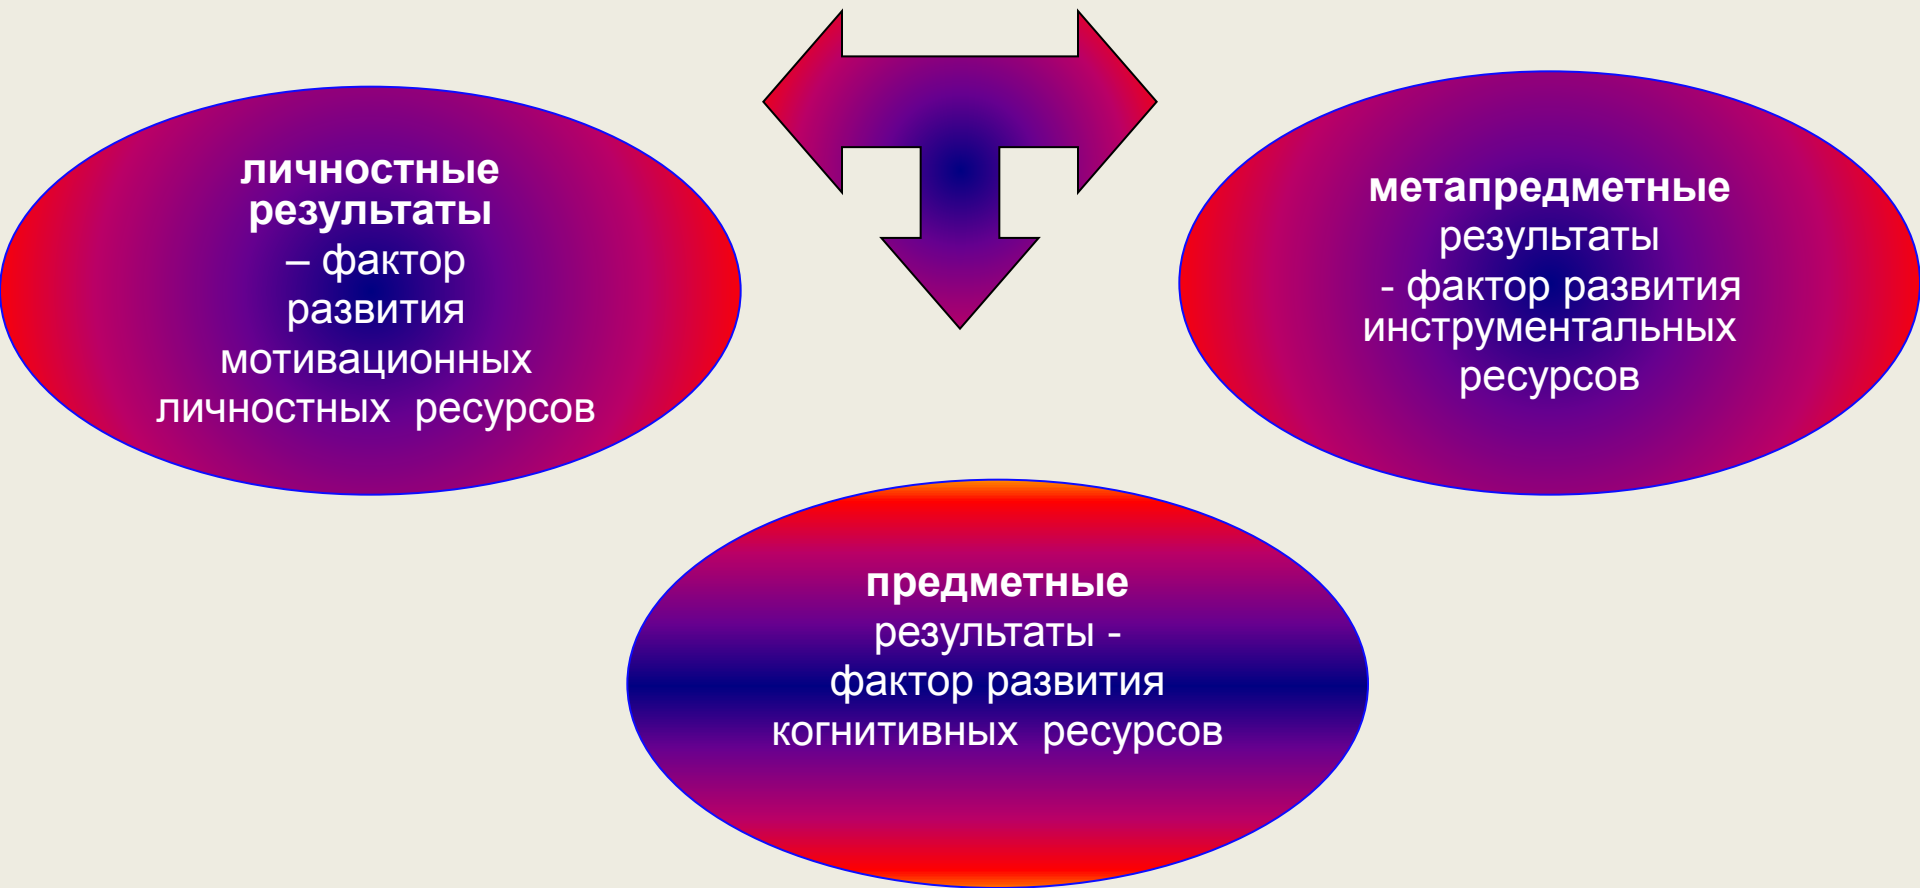 личностные
результаты
– фактор
развития
мотивационных
личностных ресурсов
метапредметные
результаты
- фактор развития
инструментальных
ресурсов
предметные
результаты -
фактор развития
когнитивных ресурсов